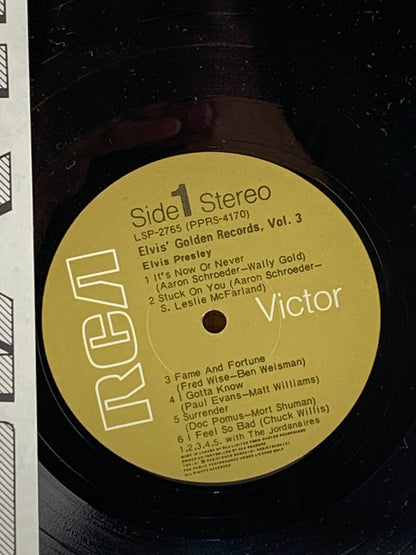 Side 1 Stereo
LSP-2765 (PPRS-4170)
Elvis' Golden Records, Vol. 3
Elvis Presley
1 It's Now Or Never
(Aaron Schroeder-Wally Gold)
2 Stuck On You (Aaron Schroeder-
S. Leslie McFarland)
RCA
Victor
3 Fame And Fortune
(Fred Wise-Ben Weisman)
4 I Gotta Know
(Paul Evans-Matt Williams)
5 Surrender
(Doc Pomus-Mort Shuman)
6 I Feel So Bad (Chuck Willis)
1,2,3,4,5- with The Jordanaires
ALL RIGHTS RESERVED